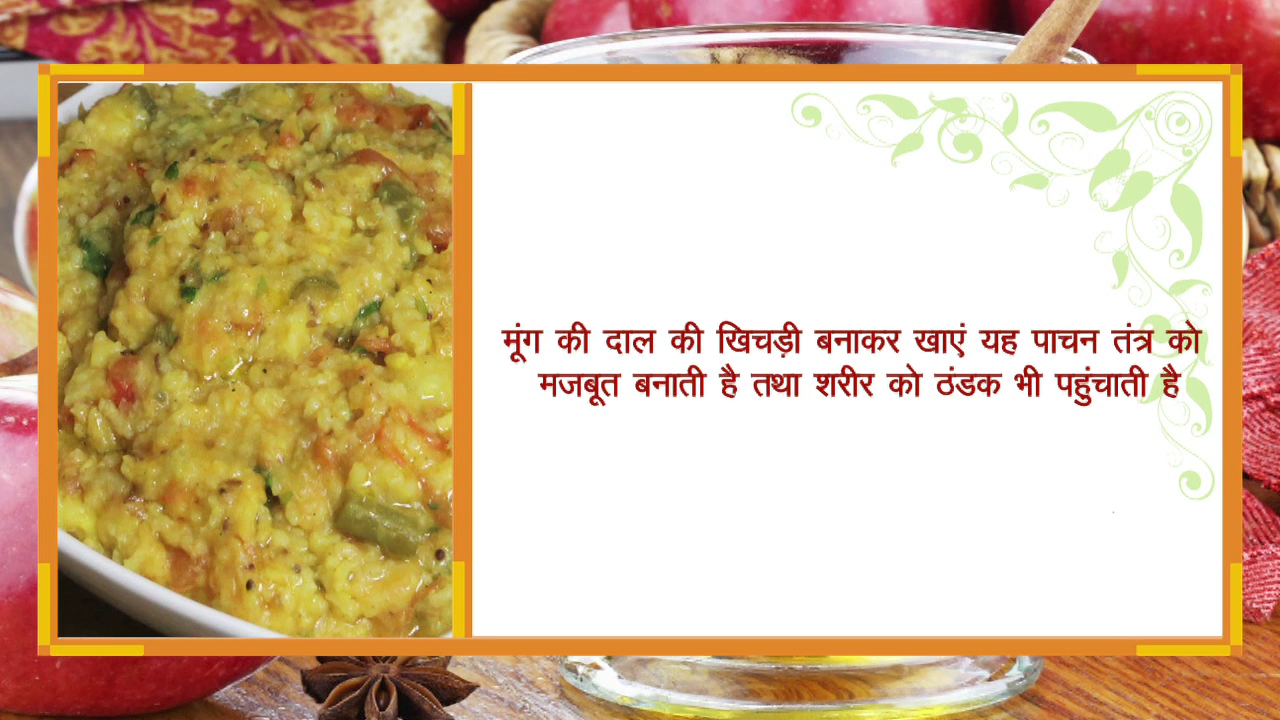 मूंग की दाल की खिचड़ी बनाकर खाएं यह पाचन तंत्र को
मजबूत बनाती है तथा शरीर को ठंडक भी पहुंचाती है